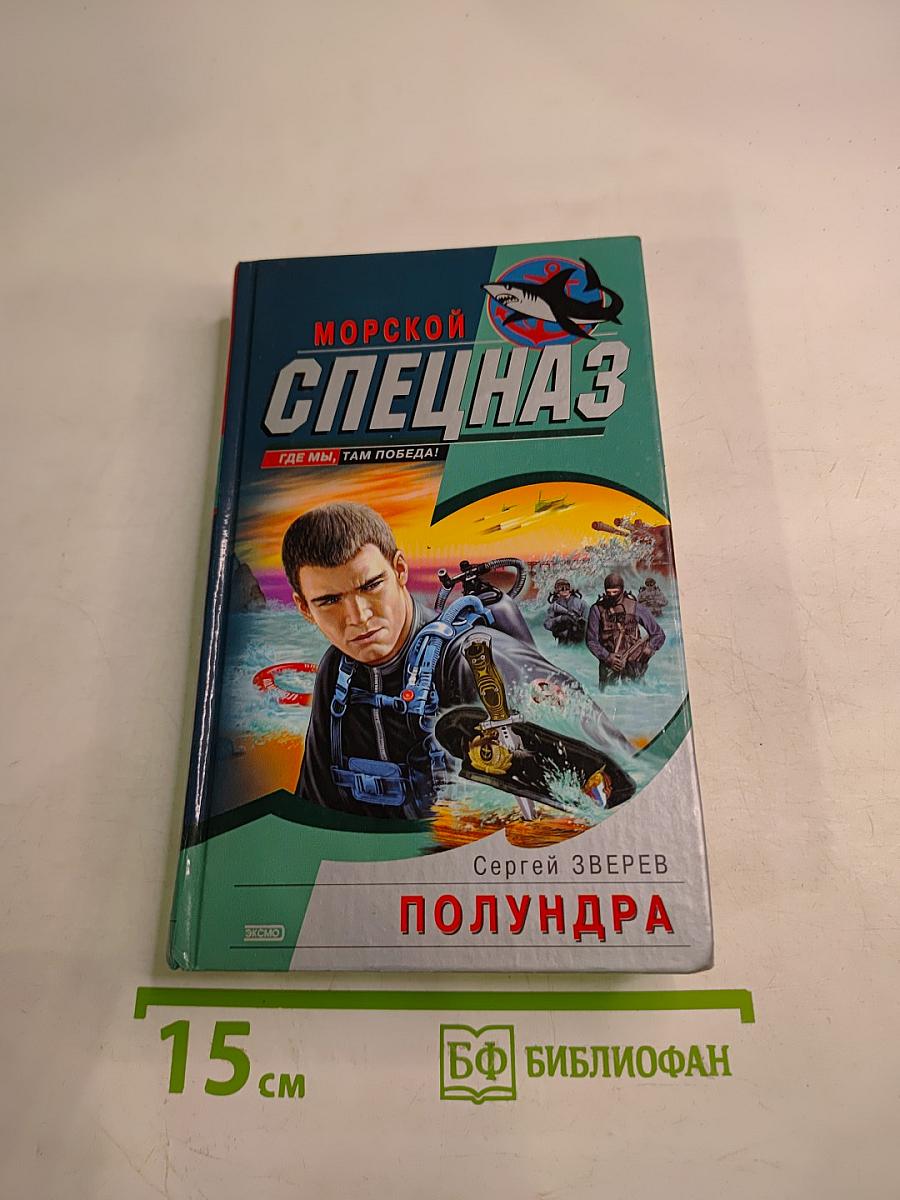 МОРСКОЙ
СПЕЦНАЗ
ГДЕ МЫ, ТАМ ПОБЕДА!
Сергей ЗВЕРЕВ
ПОЛУНДРА
ЭКСМО
15 см
БФ БИБЛИОФАН